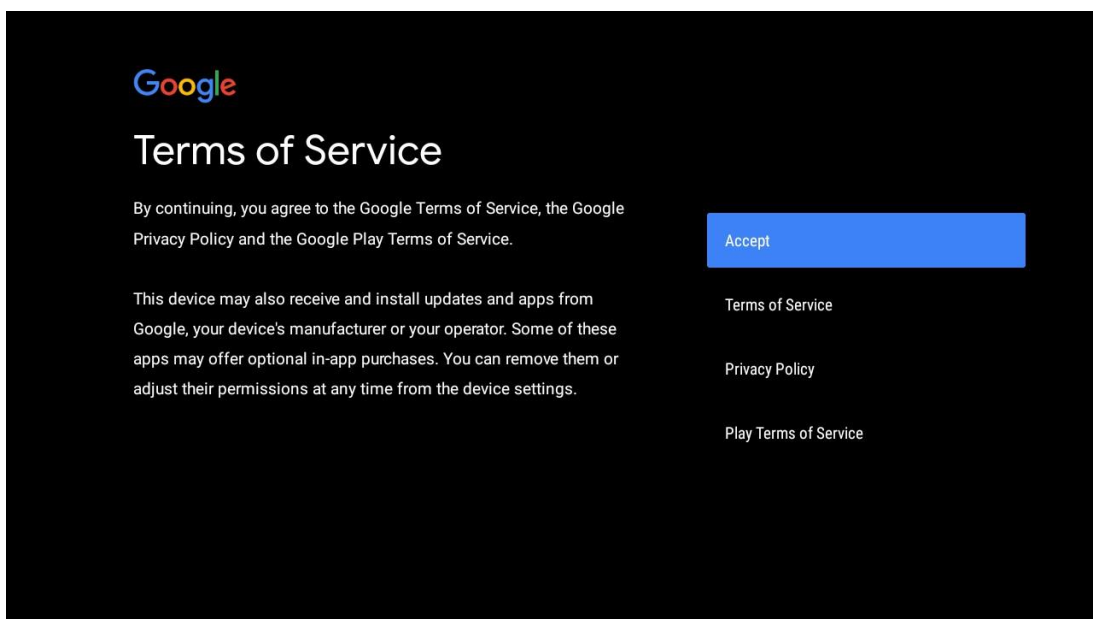 Google
Terms of Service
By continuing, you agree to the Google Terms of Service, the Google
Privacy Policy and the Google Play Terms of Service.
This device may also receive and install updates and apps from
Google, your device's manufacturer or your operator. Some of these
apps may offer optional in-app purchases. You can remove them or
adjust their permissions at any time from the device settings.
Accept
Terms of Service
Privacy Policy
Play Terms of Service